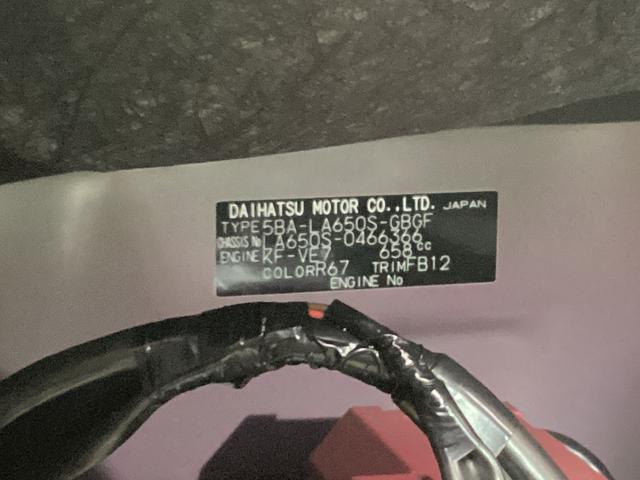 DAIHATSU MOTOR CO.,LTD. JAPAN
TYPE 5BA-LA650S-GBGF
CHASSIS No LA650S-0466366
ENGINE KF-VE7 658cc
COLOR R67 TRIM FB12
ENGINE No